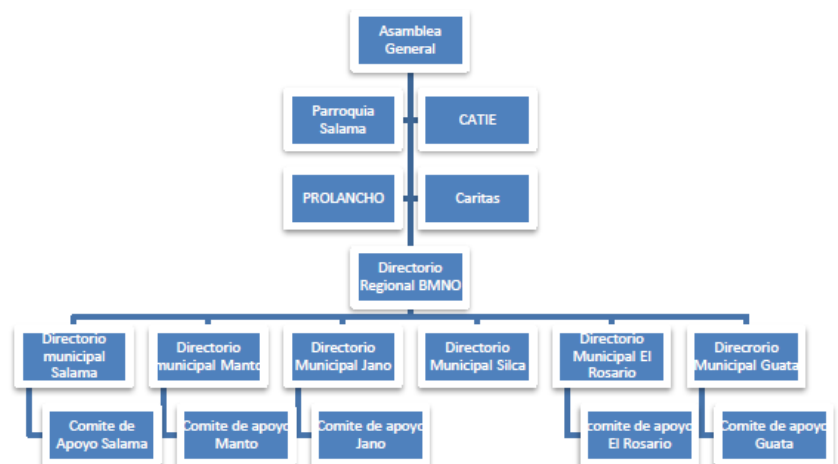 Asamblea
General
Parroquia
Salama
CATIE
PROLANCHO
Caritas
Directorio
Regional BMNO
Directorio
municipal
Salama
Directorio
municipal Manto
Directorio
Municipal Jano
Directorio
Municipal Silca
Directorio
Municipal El
Rosario
Direcrorio
Municipal Guata
Comite de
Apoyo Salama
Comite de apoyo
Manto
Comite de apoyo
Jano
comite de apoyo
El Rosario
Comite de apoyo
Guata